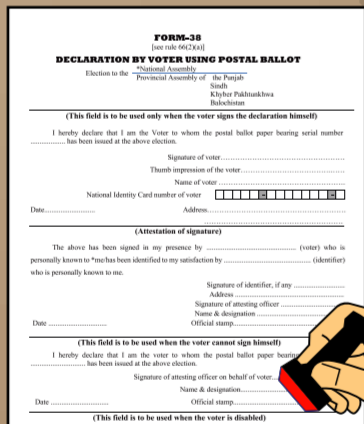 FORM-38
[see rule 66(2)(a)]
DECLARATION BY VOTER USING POSTAL BALLOT
Election to the *National Assembly
Provincial Assembly of the Punjab
Sindh
Khyber Pakhtunkhwa
Balochistan
(This field is to be used only when the voter signs the declaration himself)
I hereby declare that I am the Voter to whom the postal ballot paper bearing serial number
................ has been issued at the above election.
Signature of voter................................................
Thumb impression of the voter........................................
Name of voter ................................................
National Identity Card number of voter - -
Date....................... Address................................................
................................................
(Attestation of signature)
The above has been signed in my presence by ........................................ (voter) who is
personally known to *me/has been identified to my satisfaction by ........................................ (identifier)
who is personally known to me.
Signature of identifier, if any ......................
Address ................................................
Signature of attesting officer ......................
Name & designation ......................
Date ........................ Official stamp......................
(This field is to be used when the voter cannot sign himself)
I hereby declare that the voter to whom the postal ballot paper bearing
........................ has been issued at the above election.
Signature of attesting officer on behalf of voter...
Name & designation......................
Date ........................ Official stamp......................
(This field is to be used when the voter is disabled)